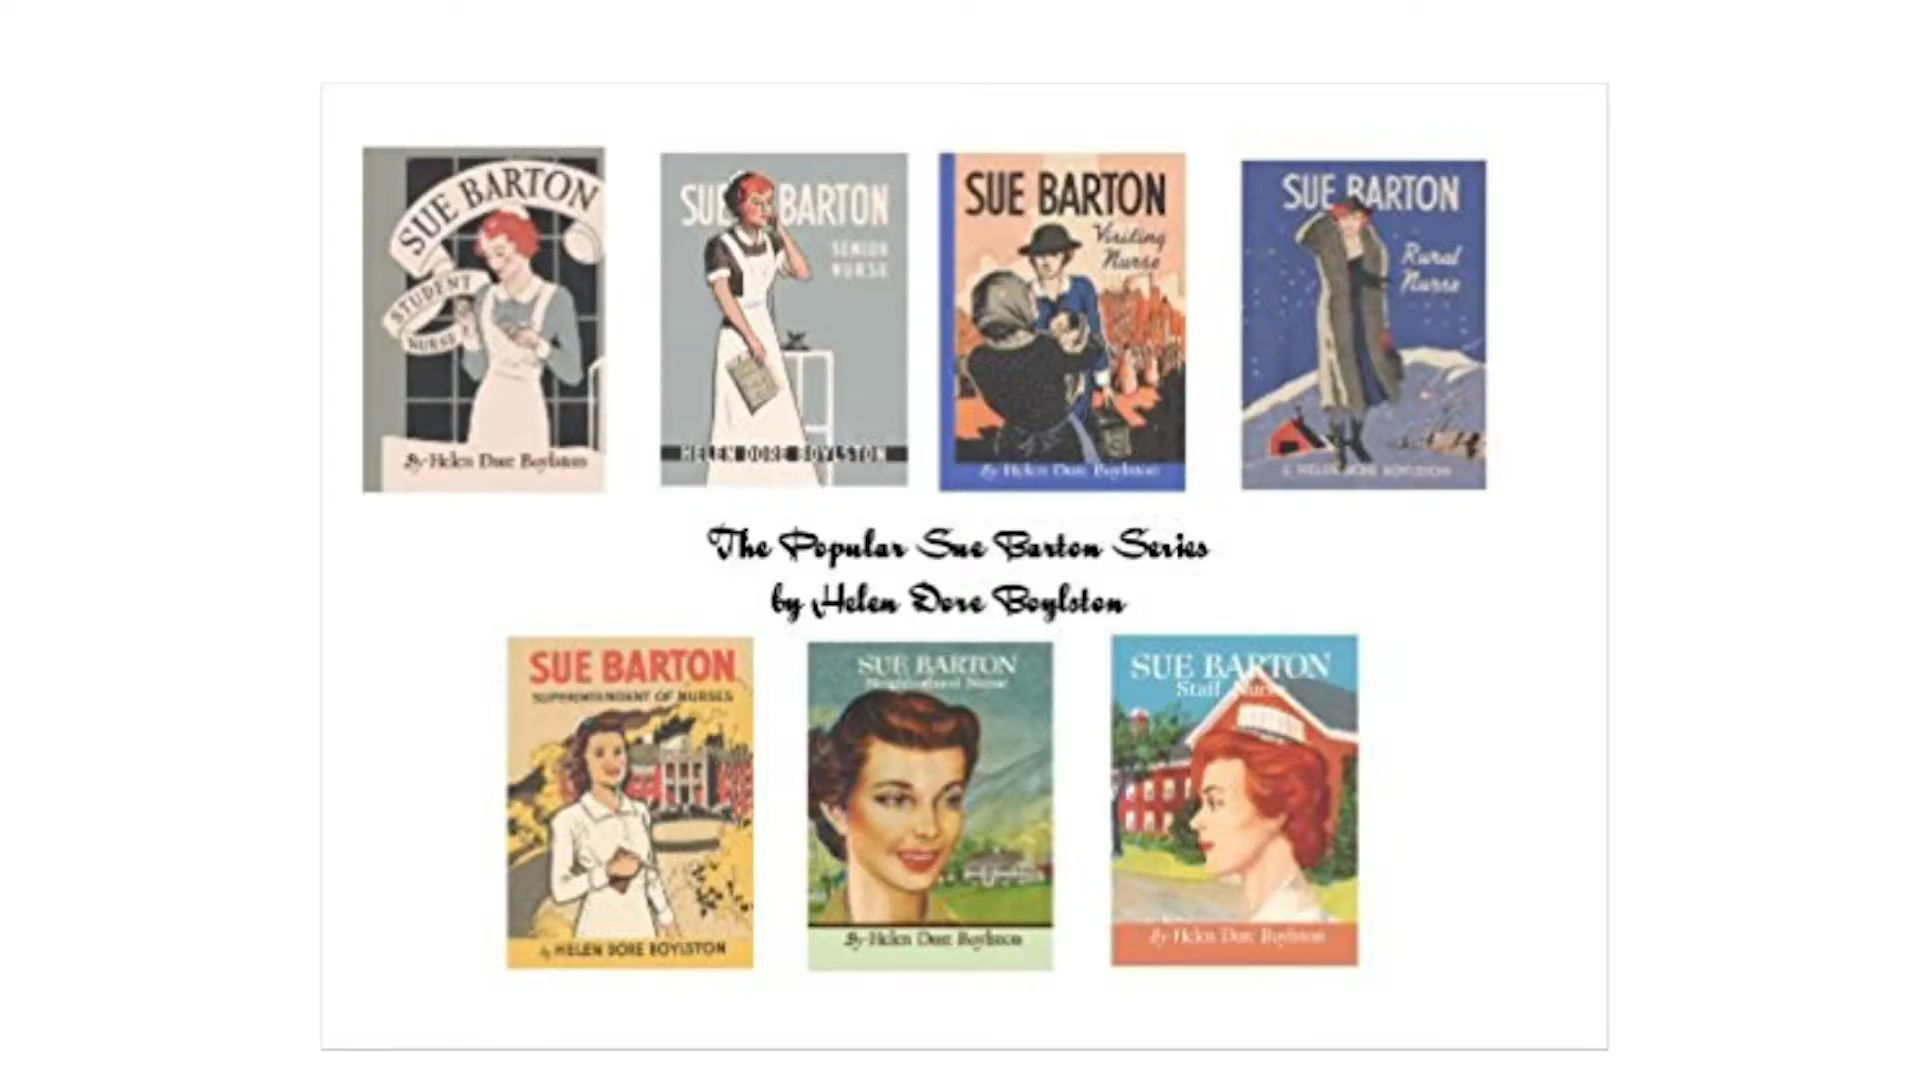 SUE BARTON
STUDENT
NURSE
By Helen Dore Boylston
SUE BARTON
SENIOR
NURSE
HELEN DORE BOYLSTON
SUE BARTON
Visiting
Nurse
By Helen Dore Boylston
SUE BARTON
Rural
Nurse
HELEN DORE BOYLSTON
The Popular Sue Barton Series
by Helen Dore Boylston
SUE BARTON
SUPERINTENDENT OF NURSES
by HELEN DORE BOYLSTON
SUE BARTON
Neighborhood Nurse
By Helen Dore Boylston
SUE BARTON
Staff Nurse
By Helen Dore Boylston